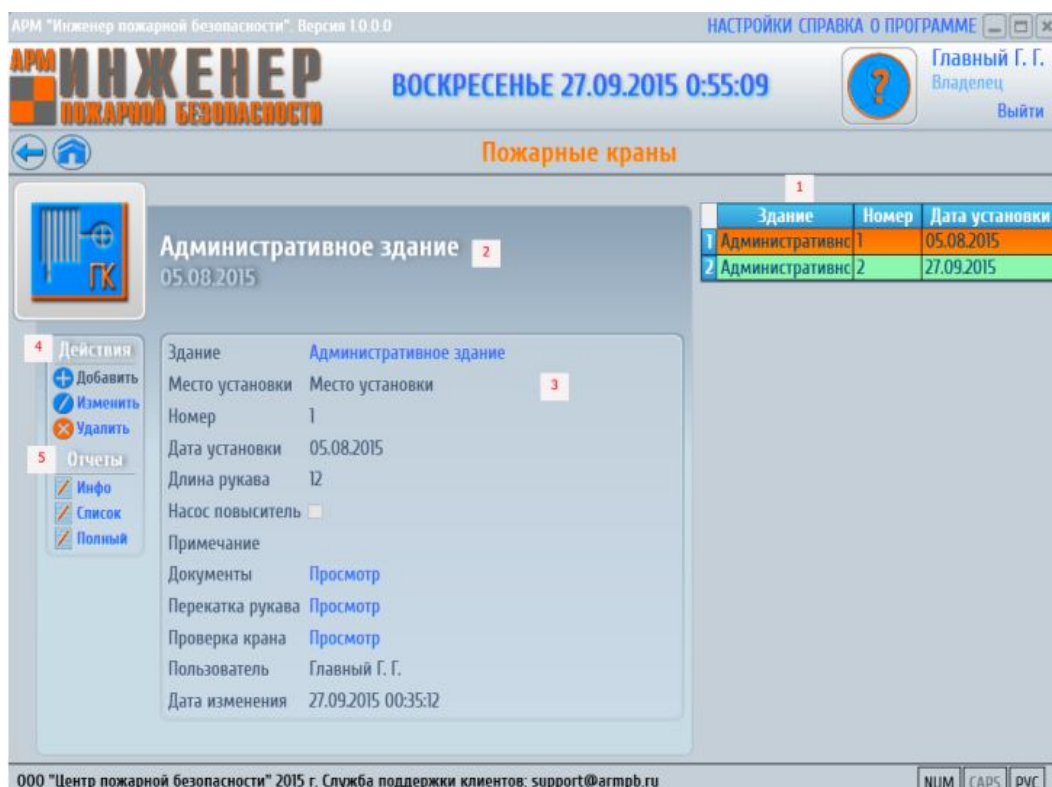 АРМ "Инженер пожарной безопасности". Версия 1.0.0.0
НАСТРОЙКИ СПРАВКА О ПРОГРАММЕ
АРМ ИНЖЕНЕР
ПОЖАРНОЙ БЕЗОПАСНОСТИ
ВОСКРЕСЕНЬЕ 27.09.2015 0:55:09
?
Главный Г. Г.
Владелец
Выйти
Пожарные краны
ПК
Административное здание 2
05.08.2015
4 Действия
Добавить
Изменить
Удалить
5 Отчеты
Инфо
Список
Полный
Здание Административное здание
Место установки Место установки 3
Номер 1
Дата установки 05.08.2015
Длина рукава 12
Насос повыситель
Примечание
Документы Просмотр
Перекатка рукава Просмотр
Проверка крана Просмотр
Пользователь Главный Г. Г.
Дата изменения 27.09.2015 00:35:12
1
Здание Номер Дата установки
1 Административнс 1 05.08.2015
2 Административнс 2 27.09.2015
ООО "Центр пожарной безопасности" 2015 г. Служба поддержки клиентов: support@armpb.ru
NUM CAPS РУС